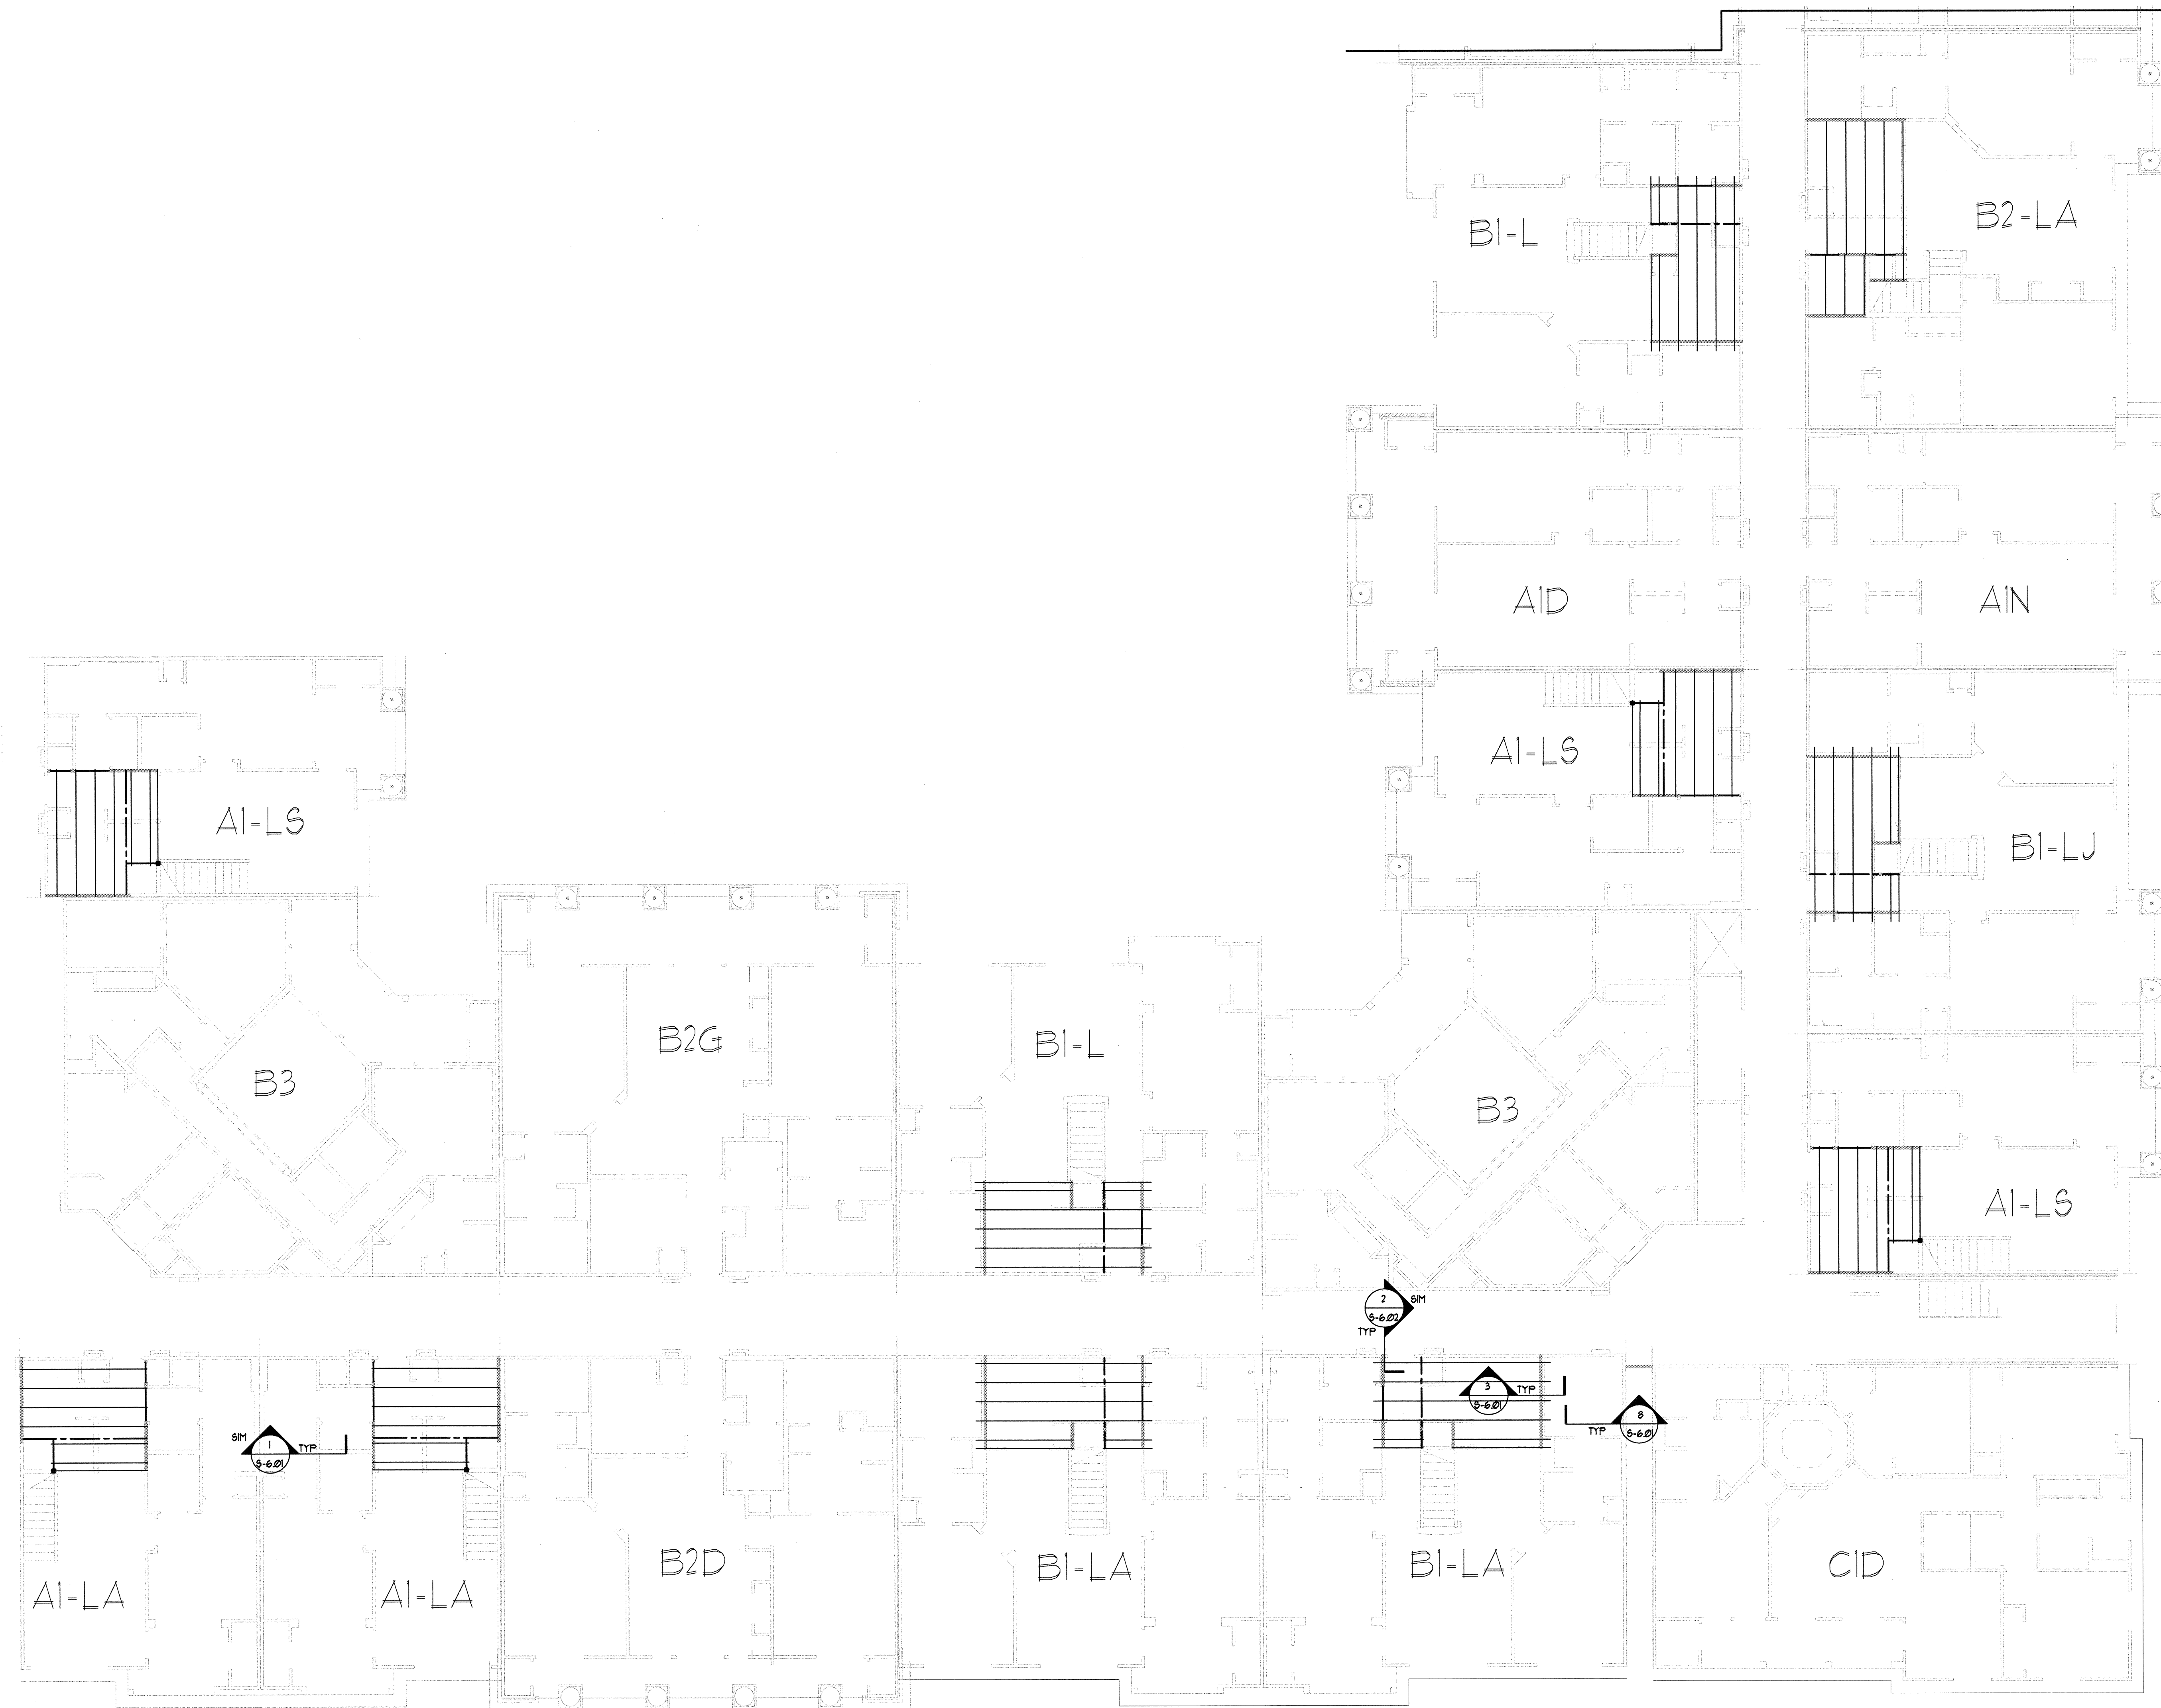 B1-L
B2-LA
A1D
A1N
A1-LS
A1-LS
B1-LJ
B2G
B1-L
B3
B3
A1-LS
2
S-6.02
SIM
TYP
3
S-6.01
TYP
8
S-6.01
TYP
SIM
1
S-6.01
TYP
A1-LA
A1-LA
B2D
B1-LA
B1-LA
C1D